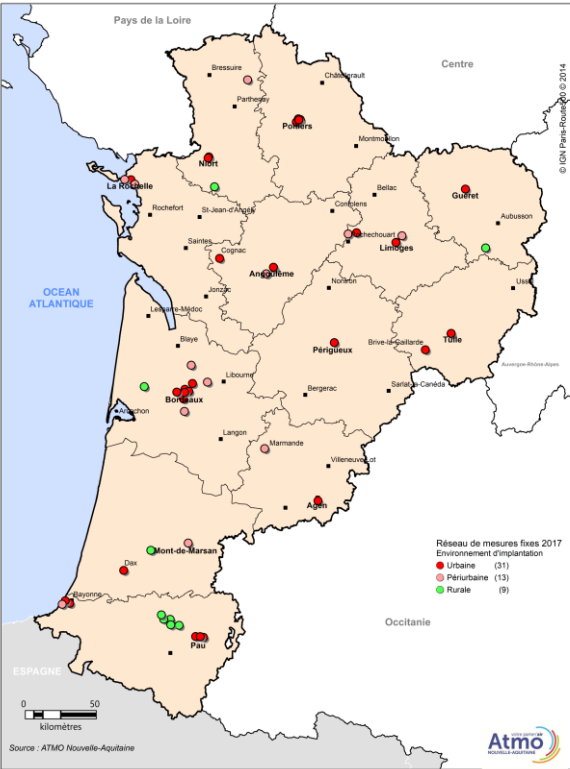 Pays de la Loire
Centre
© IGN Paris-Route500 © 2014
Bressuire
Châtellerault
Parthenay
Poitiers
Montmorillon
Niort
La Rochelle
Bellac
Guéret
Rochefort
St-Jean-d'Angély
Confolens
Aubusson
Rochechouart
Limoges
Saintes
Cognac
Angoulême
OCEAN
ATLANTIQUE
Jonzac
Nontron
Ussel
Lesparre-Médoc
Blaye
Périgueux
Brive-la-Gaillarde
Tulle
Auvergne-Rhône-Alpes
Libourne
Bordeaux
Bergerac
Sarlat-la-Canéda
Arcachon
Langon
Marmande
Villeneuve-Lot
Agen
Mont-de-Marsan
Dax
Réseau de mesures fixes 2017
Environnement d'implantation
Urbaine (31)
Périurbaine (13)
Rurale (9)
Bayonne
Occitanie
Pau
ESPAGNE
0 50
kilomètres
Source : ATMO Nouvelle-Aquitaine
votre partenaire air
Atmo
NOUVELLE-AQUITAINE